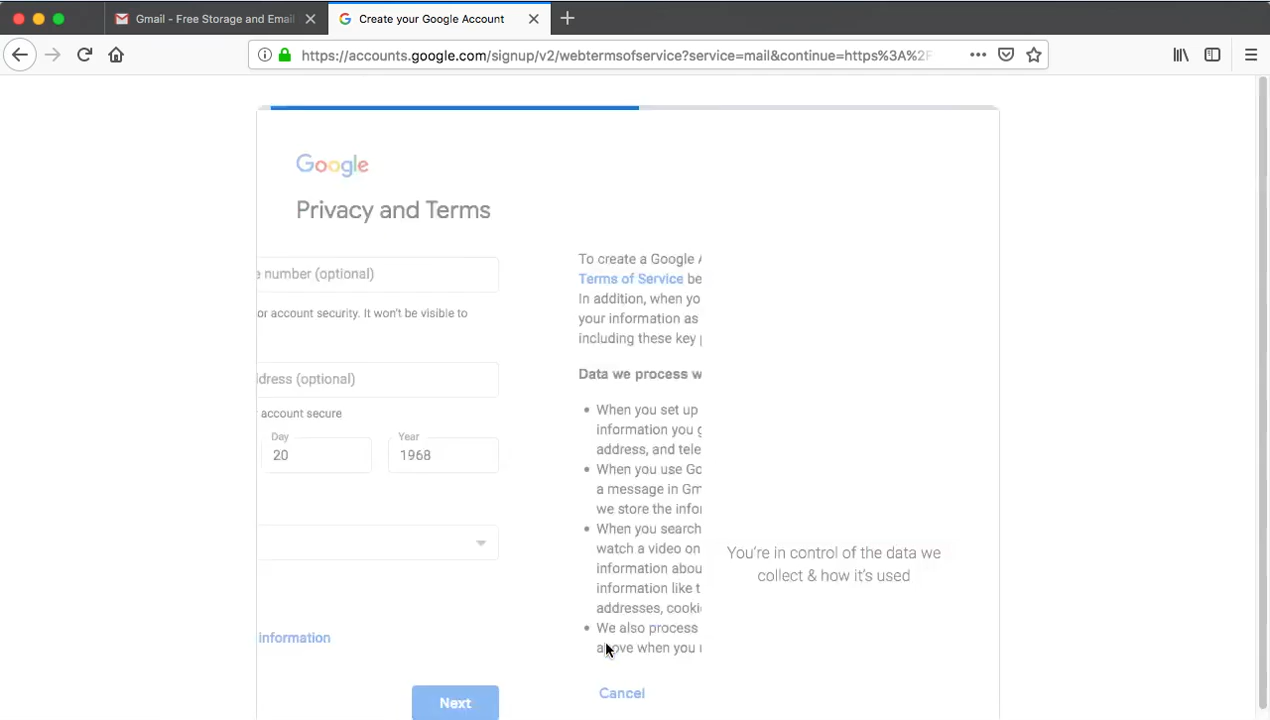 Gmail - Free Storage and Email
Create your Google Account
https://accounts.google.com/signup/v2/webtermsofservice?service=mail&continue=https%3A%2F
Google
Privacy and Terms
e number (optional)
or account security. It won't be visible to
ddress (optional)
account secure
Day
Year
20
1968
information
Next
To create a Google A
Terms of Service be
In addition, when yo
your information as
including these key p
Data we process w
When you set up
information you g
address, and tele
When you use Go
a message in Gm
we store the infor
When you search
watch a video on
information abou
information like t
addresses, cooki
We also process
above when you
Cancel
You're in control of the data we
collect & how it's used